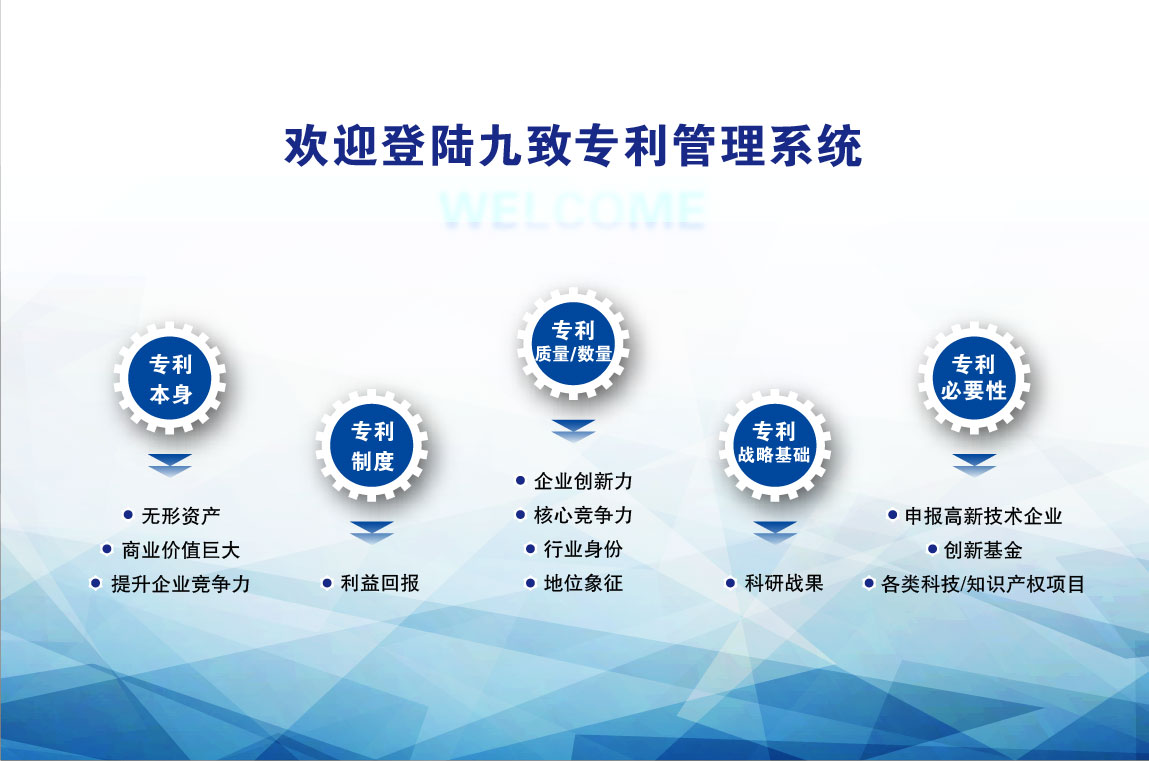 欢迎登陆九致专利管理系统
WELCOME
专利
本身
无形资产
商业价值巨大
提升企业竞争力
专利
制度
利益回报
专利
质量/数量
企业创新力
核心竞争力
行业身份
地位象征
专利
战略基础
科研战果
专利
必要性
申报高新技术企业
创新基金
各类科技/知识产权项目